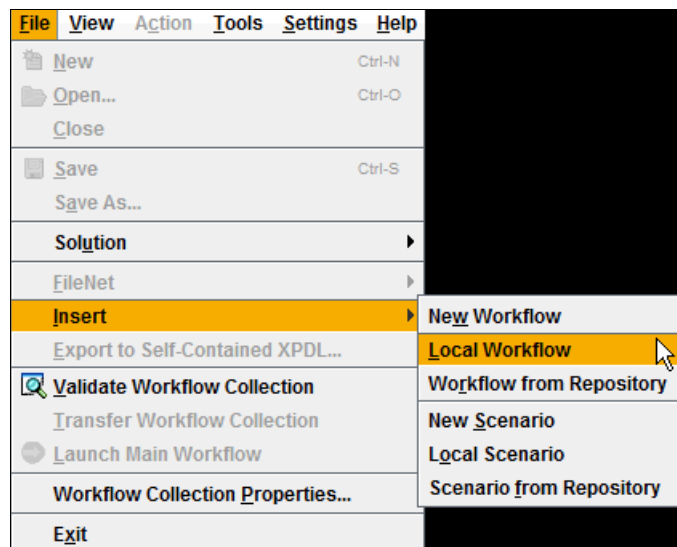 File View Action Tools Settings Help
New Ctrl-N
Open... Ctrl-O
Close
Save Ctrl-S
Save As...
Solution
FileNet
Insert
Export to Self-Contained XPDL...
Validate Workflow Collection
Transfer Workflow Collection
Launch Main Workflow
Workflow Collection Properties...
Exit
New Workflow
Local Workflow
Workflow from Repository
New Scenario
Local Scenario
Scenario from Repository